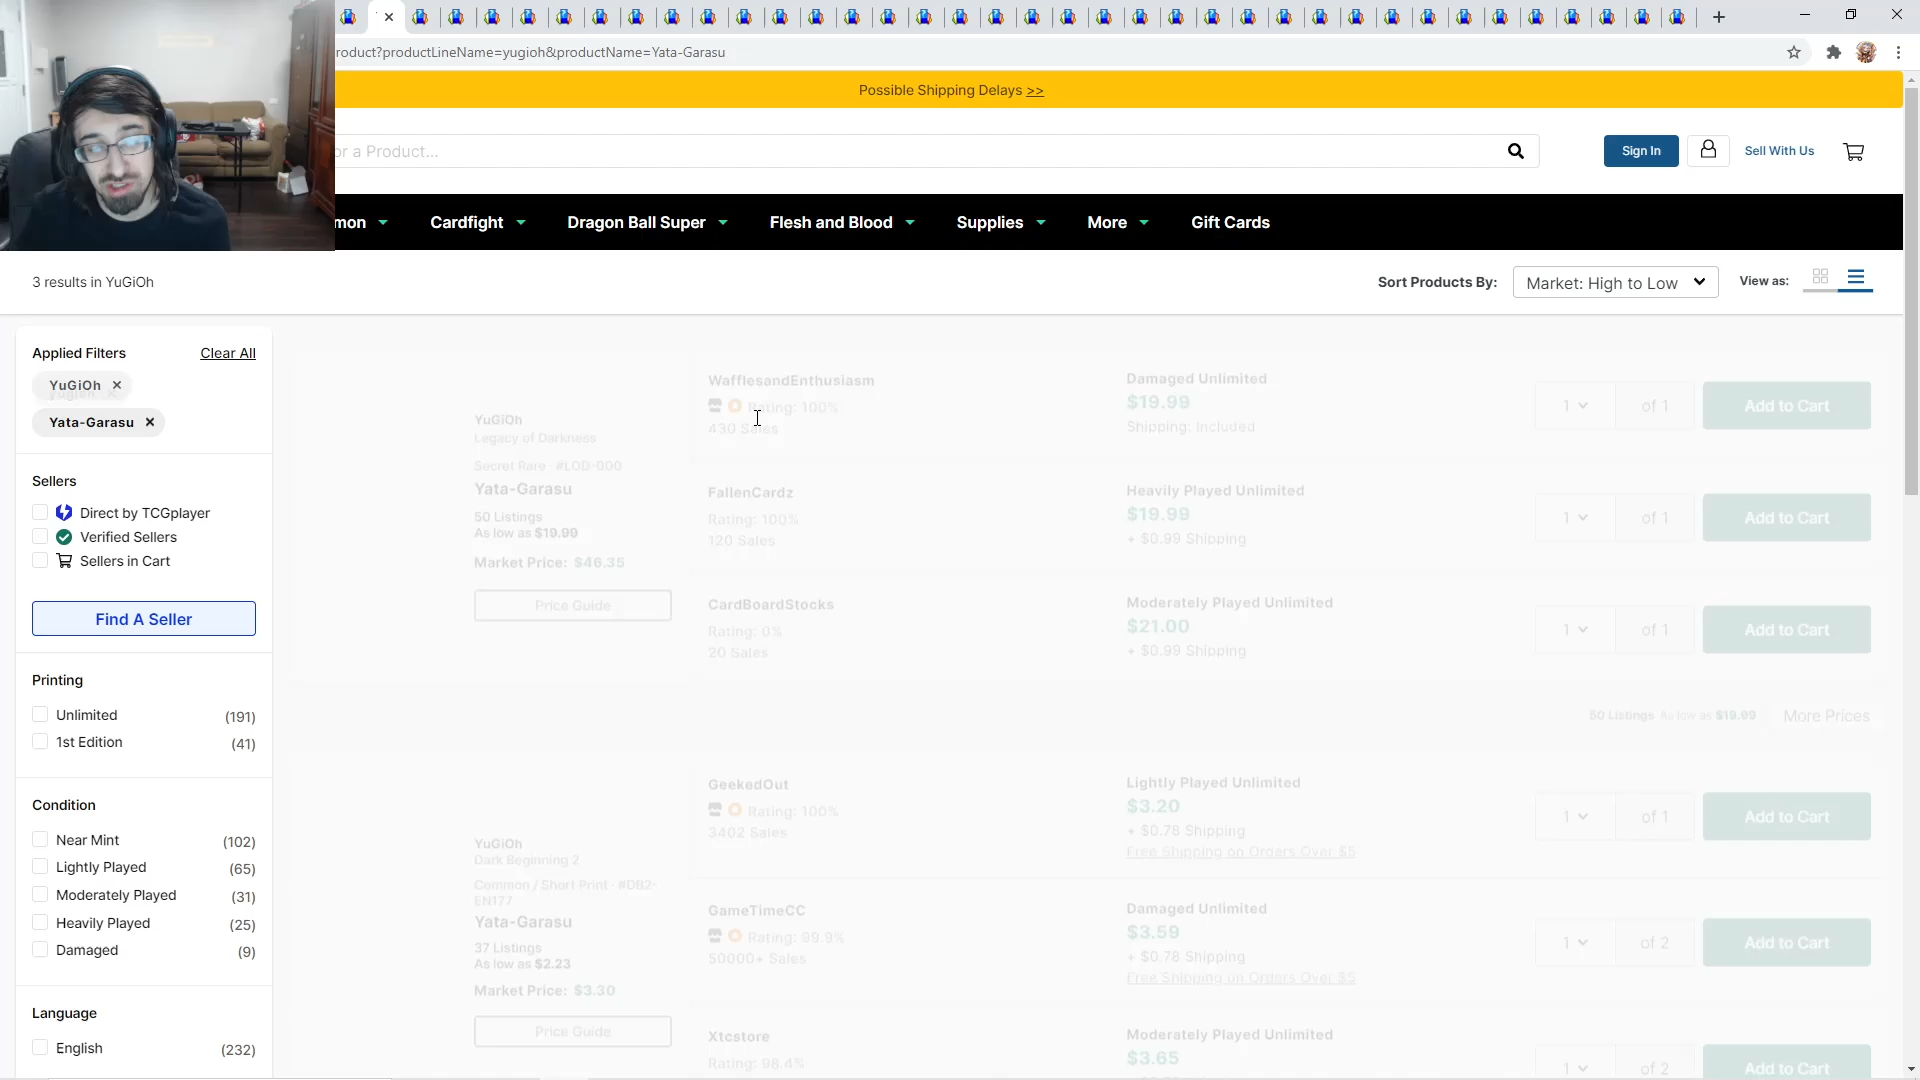 roduct?productLineName=yugioh&productName=Yata-Garasu
Possible Shipping Delays >>
or a Product...
Sign In
Sell With Us
mon
Cardfight
Dragon Ball Super
Flesh and Blood
Supplies
More
Gift Cards
3 results in YuGiOh
Sort Products By:
Market: High to Low
View as:
Applied Filters
Clear All
YuGiOh
Yata-Garasu
Sellers
Direct by TCGplayer
Verified Sellers
Sellers in Cart
Find A Seller
Printing
Unlimited (191)
1st Edition (41)
Condition
Near Mint (102)
Lightly Played (65)
Moderately Played (31)
Heavily Played (25)
Damaged (9)
Language
English (232)
YuGiOh
Legacy of Darkness
Secret Rare · #LOD-000
Yata-Garasu
50 Listings
As low as $19.99
Market Price: $46.35
Price Guide
WafflesandEnthusiasm
Rating: 100%
430 Sales
Damaged Unlimited
$19.99
Shipping: Included
1 of 1
Add to Cart
FallenCardz
Rating: 100%
120 Sales
Heavily Played Unlimited
$19.99
+ $0.99 Shipping
1 of 1
Add to Cart
CardBoardStocks
Rating: 0%
20 Sales
Moderately Played Unlimited
$21.00
+ $0.99 Shipping
1 of 1
Add to Cart
50 Listings As low as $19.99
More Prices
YuGiOh
Dark Beginning 2
Common / Short Print · #DB2-
EN177
Yata-Garasu
37 Listings
As low as $2.23
Market Price: $3.30
Price Guide
GeekedOut
Rating: 100%
3402 Sales
Lightly Played Unlimited
$3.20
+ $0.78 Shipping
Free Shipping on Orders Over $5
1 of 1
Add to Cart
GameTimeCC
Rating: 99.9%
50000+ Sales
Damaged Unlimited
$3.59
+ $0.78 Shipping
Free Shipping on Orders Over $5
1 of 2
Add to Cart
Xtcstore
Rating: 98.4%
Moderately Played Unlimited
$3.65
1 of 2
Add to Cart